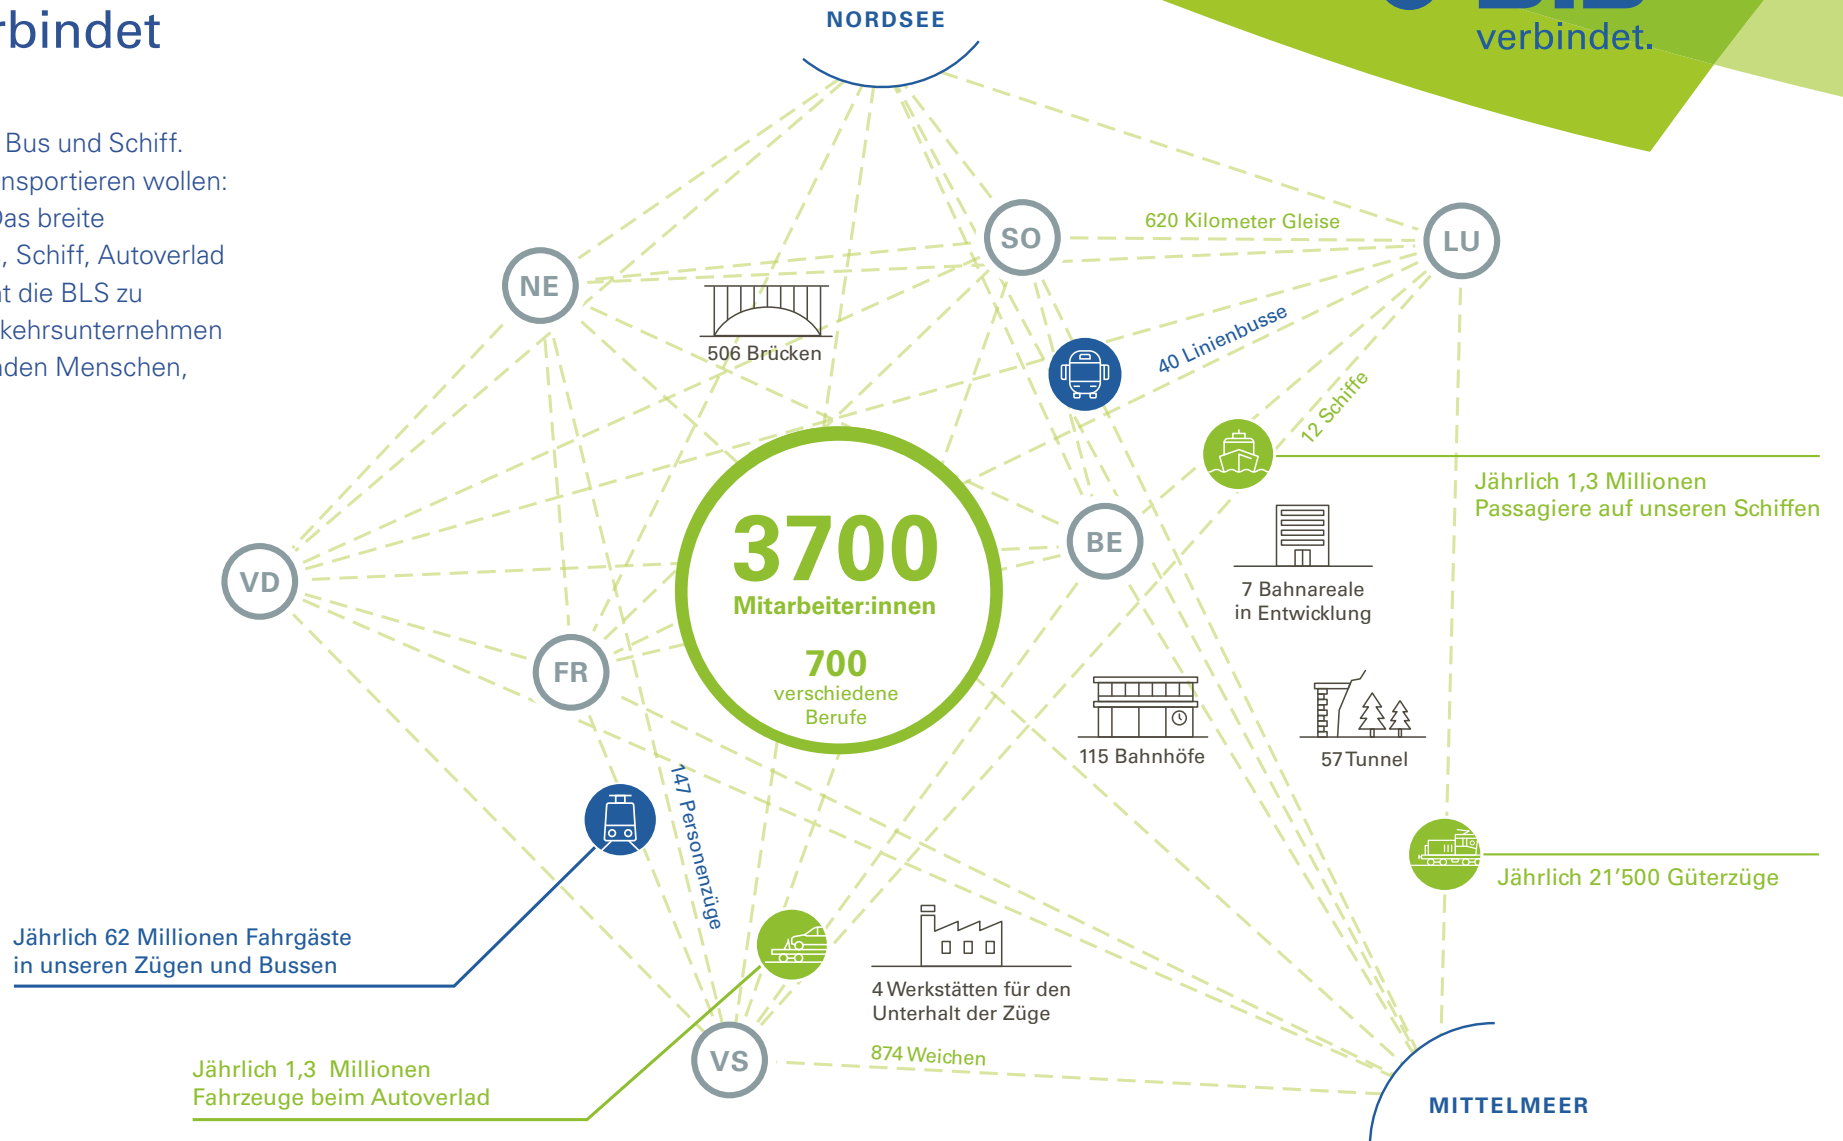 rbindet
Bus und Schiff.
nsportieren wollen:
Das breite
, Schiff, Autoverlad
t die BLS zu
kehrsunternehmen
nden Menschen,
NORDSEE
verbindet.
NE
SO
LU
620 Kilometer Gleise
506 Brücken
40 Linienbusse
12 Schiffe
Jährlich 1,3 Millionen
Passagiere auf unseren Schiffen
3700
Mitarbeiter:innen
700
verschiedene
Berufe
BE
VD
FR
7 Bahnareale
in Entwicklung
115 Bahnhöfe
57 Tunnel
147 Personenzüge
Jährlich 21’500 Güterzüge
Jährlich 62 Millionen Fahrgäste
in unseren Zügen und Bussen
4 Werkstätten für den
Unterhalt der Züge
874 Weichen
VS
Jährlich 1,3 Millionen
Fahrzeuge beim Autoverlad
MITTELMEER